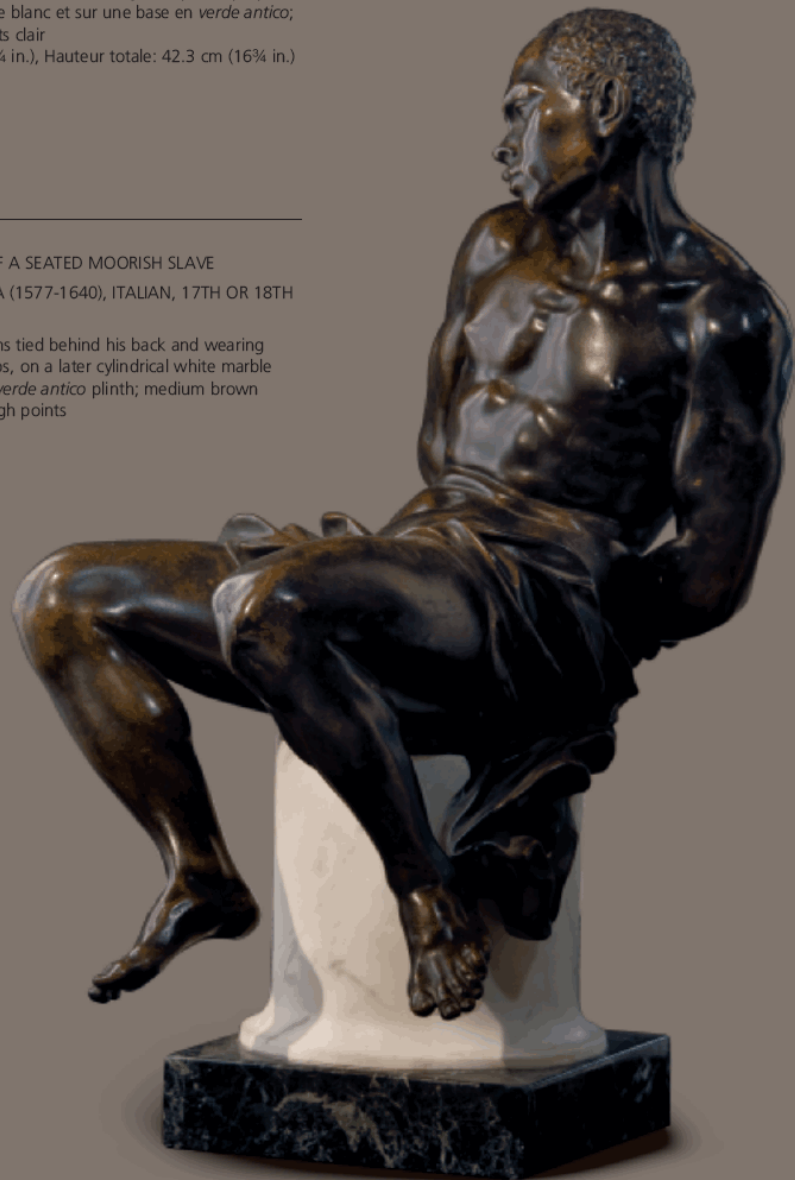 e blanc et sur une base en verde antico;
ts clair
¾ in.), Hauteur totale: 42.3 cm (16¾ in.)
F A SEATED MOORISH SLAVE
A (1577-1640), ITALIAN, 17TH OR 18TH
ns tied behind his back and wearing
os, on a later cylindrical white marble
verde antico plinth; medium brown
gh points